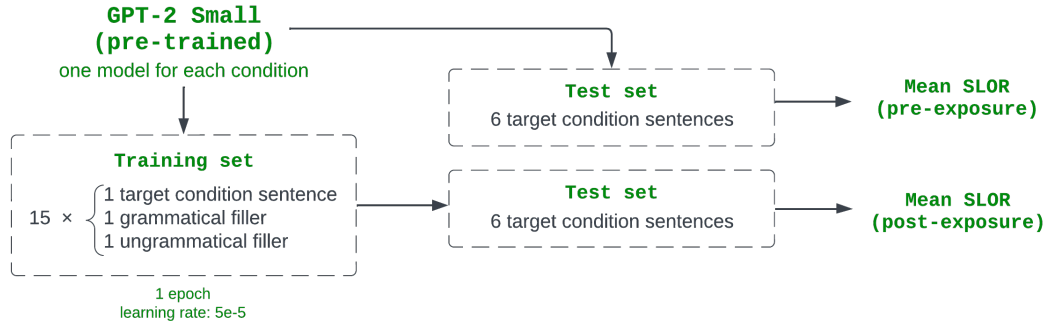 GPT-2 Small
(pre-trained)
one model for each condition
Training set
15 ×
1 target condition sentence
1 grammatical filler
1 ungrammatical filler
1 epoch
learning rate: 5e-5
Test set
6 target condition sentences
Mean SLOR
(pre-exposure)
Test set
6 target condition sentences
Mean SLOR
(post-exposure)